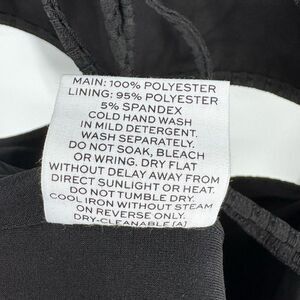 MAIN: 100% POLYESTER
LINING: 95% POLYESTER
5% SPANDEX
COLD HAND WASH
IN MILD DETERGENT.
WASH SEPARATELY.
DO NOT SOAK, BLEACH
OR WRING. DRY FLAT
WITHOUT DELAY AWAY FROM
DIRECT SUNLIGHT OR HEAT.
DO NOT TUMBLE DRY.
COOL IRON WITHOUT STEAM
ON REVERSE ONLY.
DRY-CLEANABLE [A]